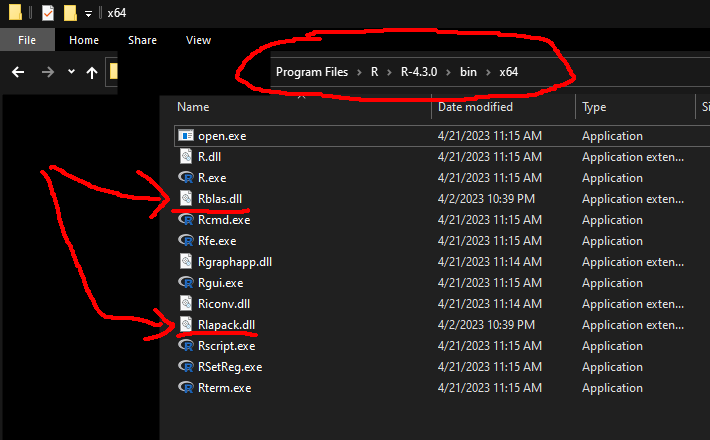 x64
File Home Share View
Program Files > R > R-4.3.0 > bin > x64
Name Date modified Type Si
open.exe 4/21/2023 11:15 AM Application
R.dll 4/21/2023 11:15 AM Application exten...
R.exe 4/21/2023 11:15 AM Application
Rblas.dll 4/2/2023 10:39 PM Application exten...
Rcmd.exe 4/21/2023 11:15 AM Application
Rfe.exe 4/21/2023 11:15 AM Application
Rgraphapp.dll 4/21/2023 11:14 AM Application exten...
Rgui.exe 4/21/2023 11:15 AM Application
Riconv.dll 4/21/2023 11:14 AM Application exten...
Rlapack.dll 4/2/2023 10:39 PM Application exten...
Rscript.exe 4/21/2023 11:15 AM Application
RSetReg.exe 4/21/2023 11:15 AM Application
Rterm.exe 4/21/2023 11:15 AM Application